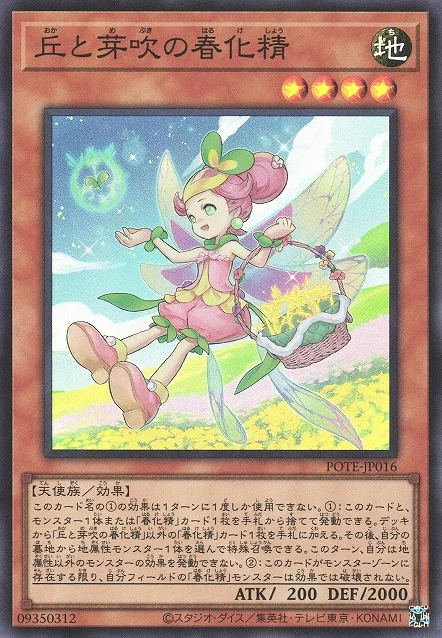 丘と芽吹の春化精
地
POTE-JP016
【天使族／効果】
このカード名の①の効果は1ターンに1度しか使用できない。①：このカードと、
モンスター1体または「春化精」カード1枚を手札から捨てて発動できる。デッキ
から「丘と芽吹の春化精」以外の「春化精」カード1枚を手札に加える。その後、自分の
墓地から地属性モンスター1体を選んで特殊召喚できる。このターン、自分は地
属性以外のモンスターの効果を発動できない。②：このカードがモンスターゾーンに
存在する限り、自分フィールドの「春化精」モンスターは効果では破壊されない。
ATK/ 200 DEF/2000
09350312
©スタジオ・ダイス／集英社・テレビ東京・KONAMI